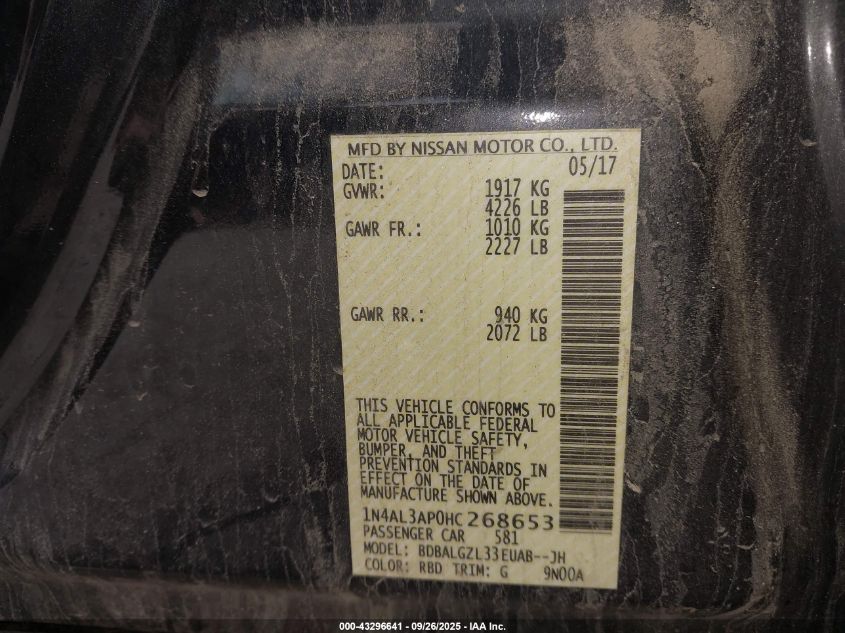 MFD BY NISSAN MOTOR CO., LTD.
DATE: 05/17
GVWR: 1917 KG
4226 LB
GAWR FR.: 1010 KG
2227 LB
GAWR RR.: 940 KG
2072 LB
THIS VEHICLE CONFORMS TO
ALL APPLICABLE FEDERAL
MOTOR VEHICLE SAFETY,
BUMPER, AND THEFT
PREVENTION STANDARDS IN
EFFECT ON THE DATE OF
MANUFACTURE SHOWN ABOVE.
1N4AL3AP0HC268653
PASSENGER CAR 581
MODEL: BDBALGZL33EUAB--JH
COLOR: RBD TRIM: G 9N00A
000-43296641 - 09/26/2025 - IAA Inc.